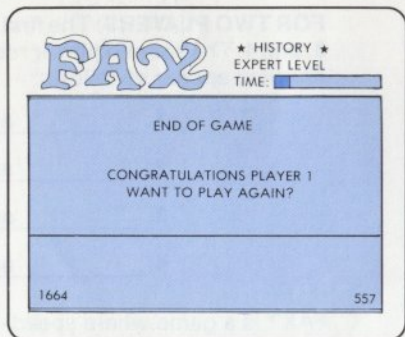 FAX
★ HISTORY ★
EXPERT LEVEL
TIME:
END OF GAME
CONGRATULATIONS PLAYER 1
WANT TO PLAY AGAIN?
1664 557